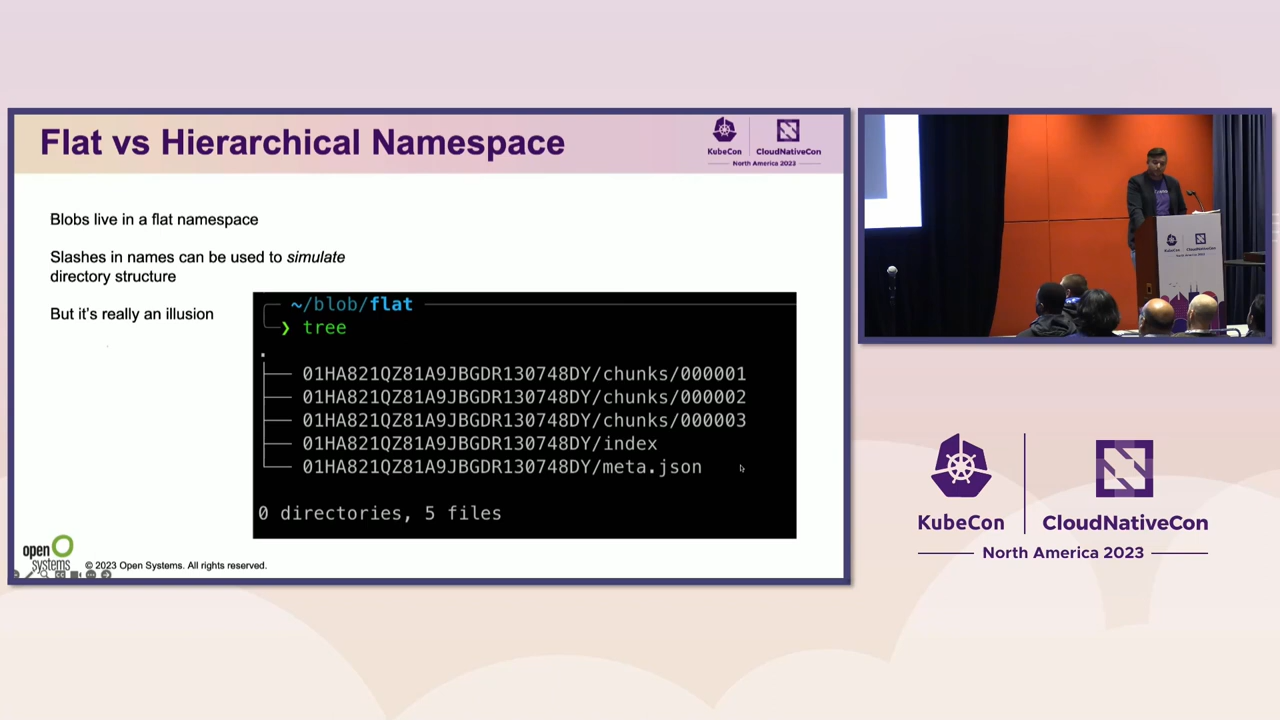 Flat vs Hierarchical Namespace
KubeCon
CloudNativeCon
North America 2023
Blobs live in a flat namespace
Slashes in names can be used to simulate
directory structure
But it's really an illusion
~/blob/flat
❯ tree
.
├── 01HA821QZ81A9JBGDR130748DY/chunks/000001
├── 01HA821QZ81A9JBGDR130748DY/chunks/000002
├── 01HA821QZ81A9JBGDR130748DY/chunks/000003
├── 01HA821QZ81A9JBGDR130748DY/index
└── 01HA821QZ81A9JBGDR130748DY/meta.json
0 directories, 5 files
open
systems
© 2023 Open Systems. All rights reserved.
KubeCon
CloudNativeCon
North America 2023